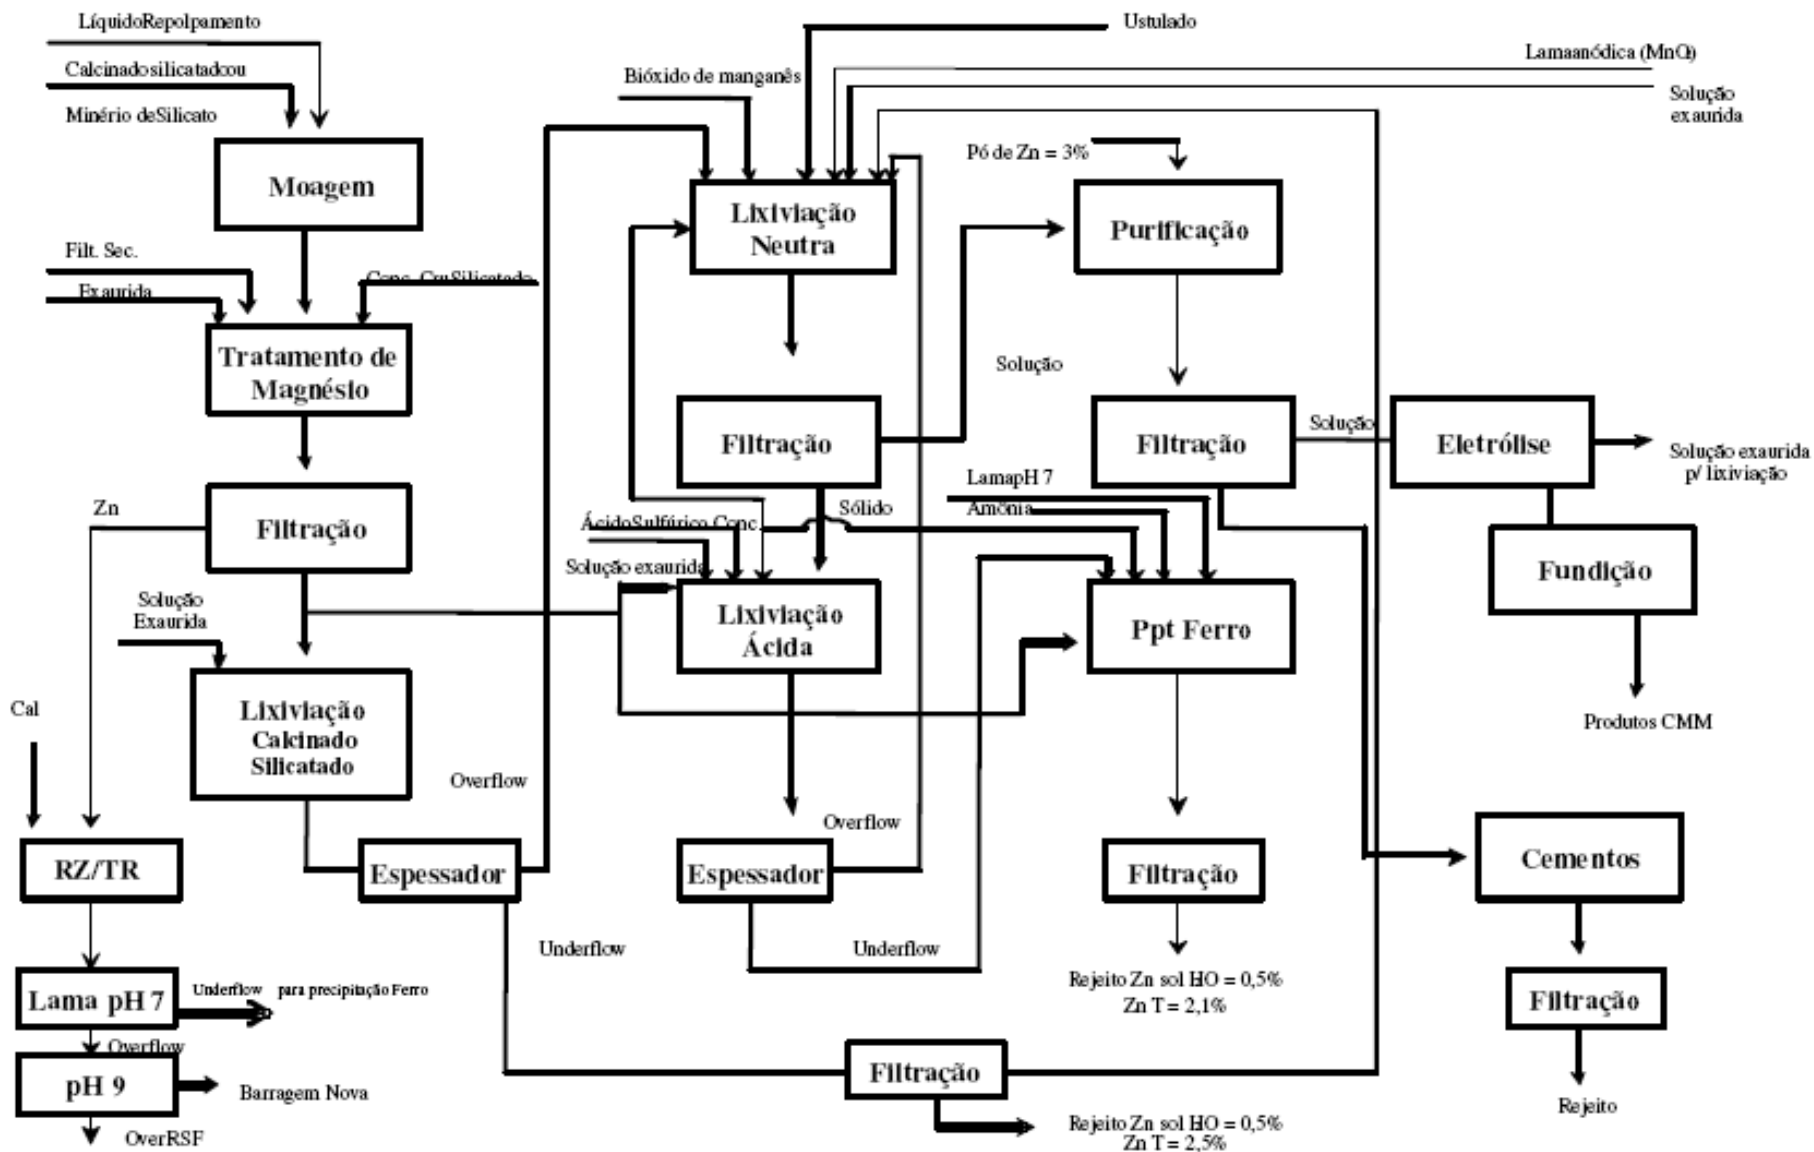 LíquidoRepolpamento
Ustulado
Calcinadosilicatadoou
Bióxido de manganês
Lamaanódica (MnO)
Minério deSilicato
Solução
exaurida
Pó de Zn = 3%
Moagem
Lixiviação
Neutra
Purificação
Filt. Sec.
Exaurida
Conc. CruSilicatado
Tratamento de
Magnésio
Solução
Filtração
Filtração
Solução
Eletrólise
Solução exaurida
p/ lixiviação
LamapH 7
Amônia
Zn
Filtração
Sólido
ÁcidoSulfúrico Conc
Solução exaurida
Fundição
Solução
Exaurida
Lixiviação
Ácida
Ppt Ferro
Cal
Lixiviação
Calcinado
Silicatado
Produtos CMM
Overflow
Overflow
RZ/TR
Espessador
Espessador
Filtração
Cementos
Underflow
Underflow
Rejeito Zn sol HO = 0,5%
Zn T = 2,1%
Lama pH 7
Underflow
para precipitação Ferro
Filtração
Overflow
pH 9
Barragem Nova
Filtração
Rejeito
OverRSF
Rejeito Zn sol HO = 0,5%
Zn T = 2,5%